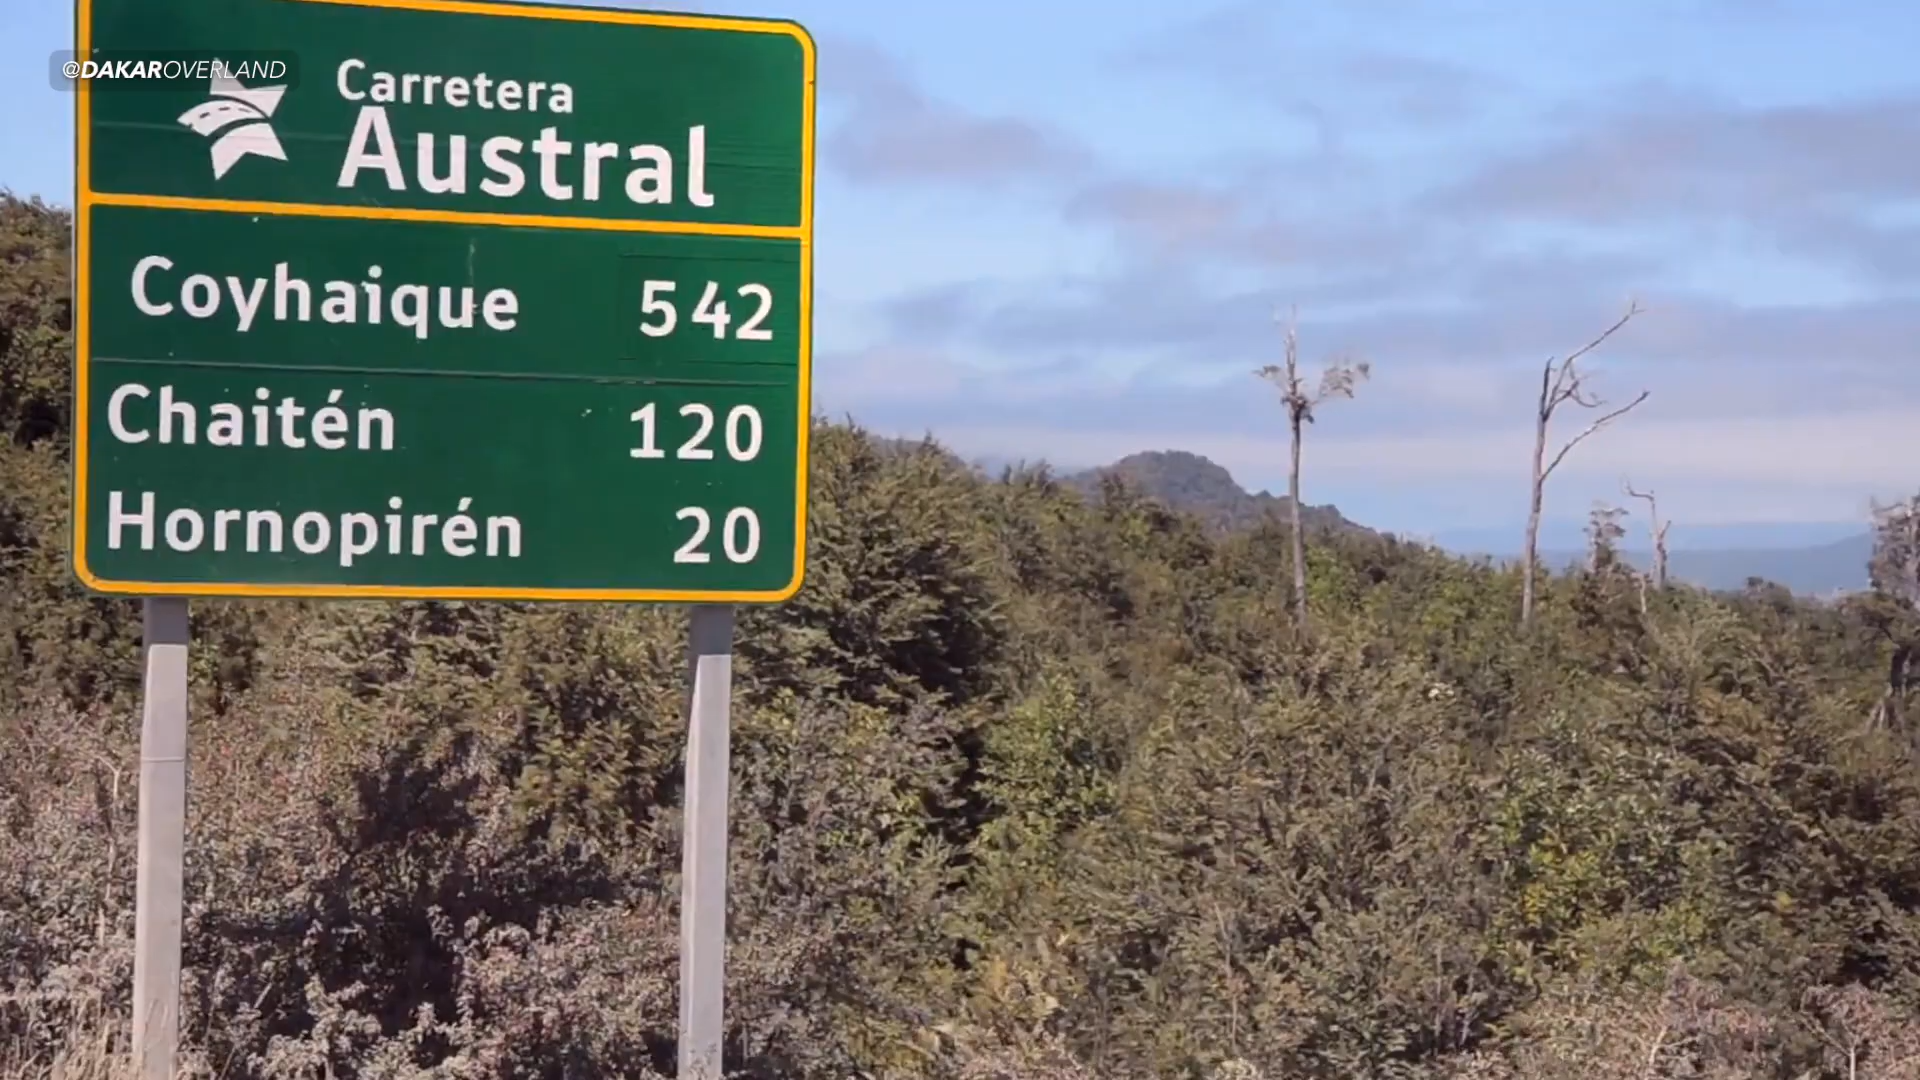 @DAKAROVERLAND
Carretera
Austral
Coyhaique 542
Chaitén 120
Hornopirén 20